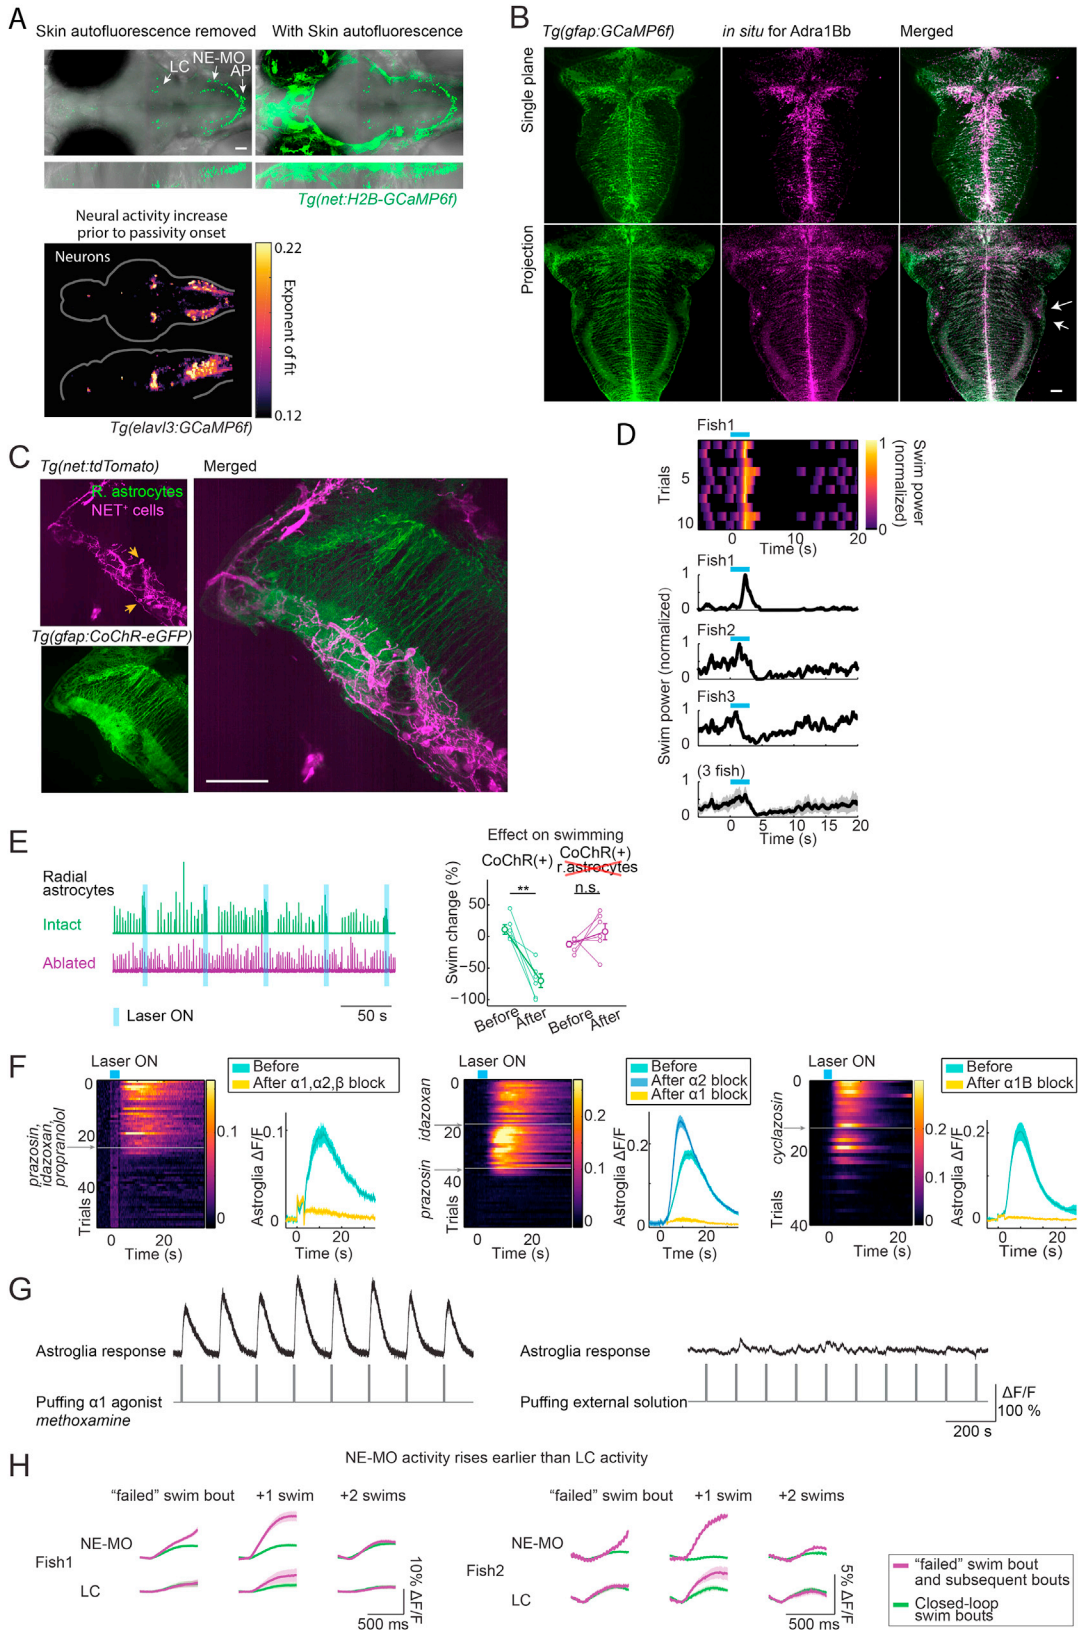 A
Skin autofluorescence removed
With Skin autofluorescence
LC
NE-MO
AP
Tg(net:H2B-GCaMP6f)
Neural activity increase
prior to passivity onset
Neurons
0.22
Exponent of fit
0.12
Tg(elavl3:GCaMP6f)
B
Tg(gfap:GCaMP6f)
in situ for Adra1Bb
Merged
Single plane
Projection
C
Tg(net:tdTomato)
Merged
R. astrocytes
NET+ cells
Tg(gfap:CoChR-eGFP)
D
Fish1
Trials
5
10
0
Time (s)
20
1
0
Swim power
(normalized)
Fish1
1
0
Fish2
1
0
Fish3
1
0
(3 fish)
1
0
Swim power (normalized)
0 5 10 15 20
Time (s)
E
Radial
astrocytes
Intact
Ablated
Laser ON
50 s
Effect on swimming
CoChR(+)
CoChR(+)
r.astrocytes
**
n.s.
Swim change (%)
50
0
−50
−100
Before
After
Before
After
F
Laser ON
prazosin,
idazoxan,
propranolol
Trials
0
20
40
0 20
Time (s)
0.1
0
Before
After α1,α2,β block
Astroglia ΔF/F
0.1
0
0 20
Time (s)
Laser ON
idazoxan
prazosin
Trials
0
20
40
0 20
Time (s)
0.2
0.1
0
Before
After α2 block
After α1 block
Astroglia ΔF/F
0.2
0
0 20
Tme (s)
Laser ON
cyclazosin
Trials
0
20
40
0 20
Time (s)
0.2
0
Before
After α1B block
Astroglia ΔF/F
0.2
0
0 20
Time (s)
G
Astroglia response
Puffing α1 agonist
methoxamine
Astroglia response
Puffing external solution
ΔF/F
100 %
200 s
H
NE-MO activity rises earlier than LC activity
“failed” swim bout
+1 swim
+2 swims
NE-MO
Fish1
LC
10% ΔF/F
500 ms
“failed” swim bout
+1 swim
+2 swims
NE-MO
Fish2
LC
5% ΔF/F
500 ms
“failed” swim bout
and subsequent bouts
Closed-loop
swim bouts